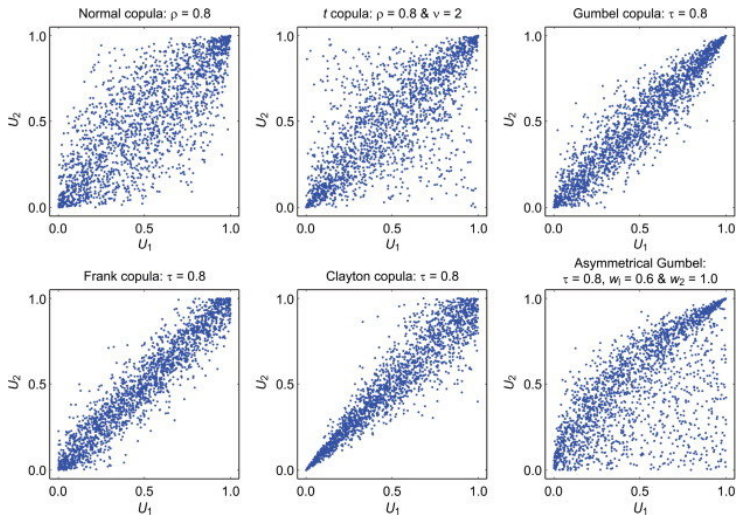 Normal copula: ρ = 0.8
1.0
U2
0.5
0.0
0.0
0.5
1.0
U1
t copula: ρ = 0.8 & ν = 2
1.0
U2
0.5
0.0
0.0
0.5
1.0
U1
Gumbel copula: τ = 0.8
1.0
U2
0.5
0.0
0.0
0.5
1.0
U1
Frank copula: τ = 0.8
1.0
U2
0.5
0.0
0.0
0.5
1.0
U1
Clayton copula: τ = 0.8
1.0
U2
0.5
0.0
0.0
0.5
1.0
U1
Asymmetrical Gumbel:
τ = 0.8, wl = 0.6 & w2 = 1.0
1.0
U2
0.5
0.0
0.0
0.5
1.0
U1